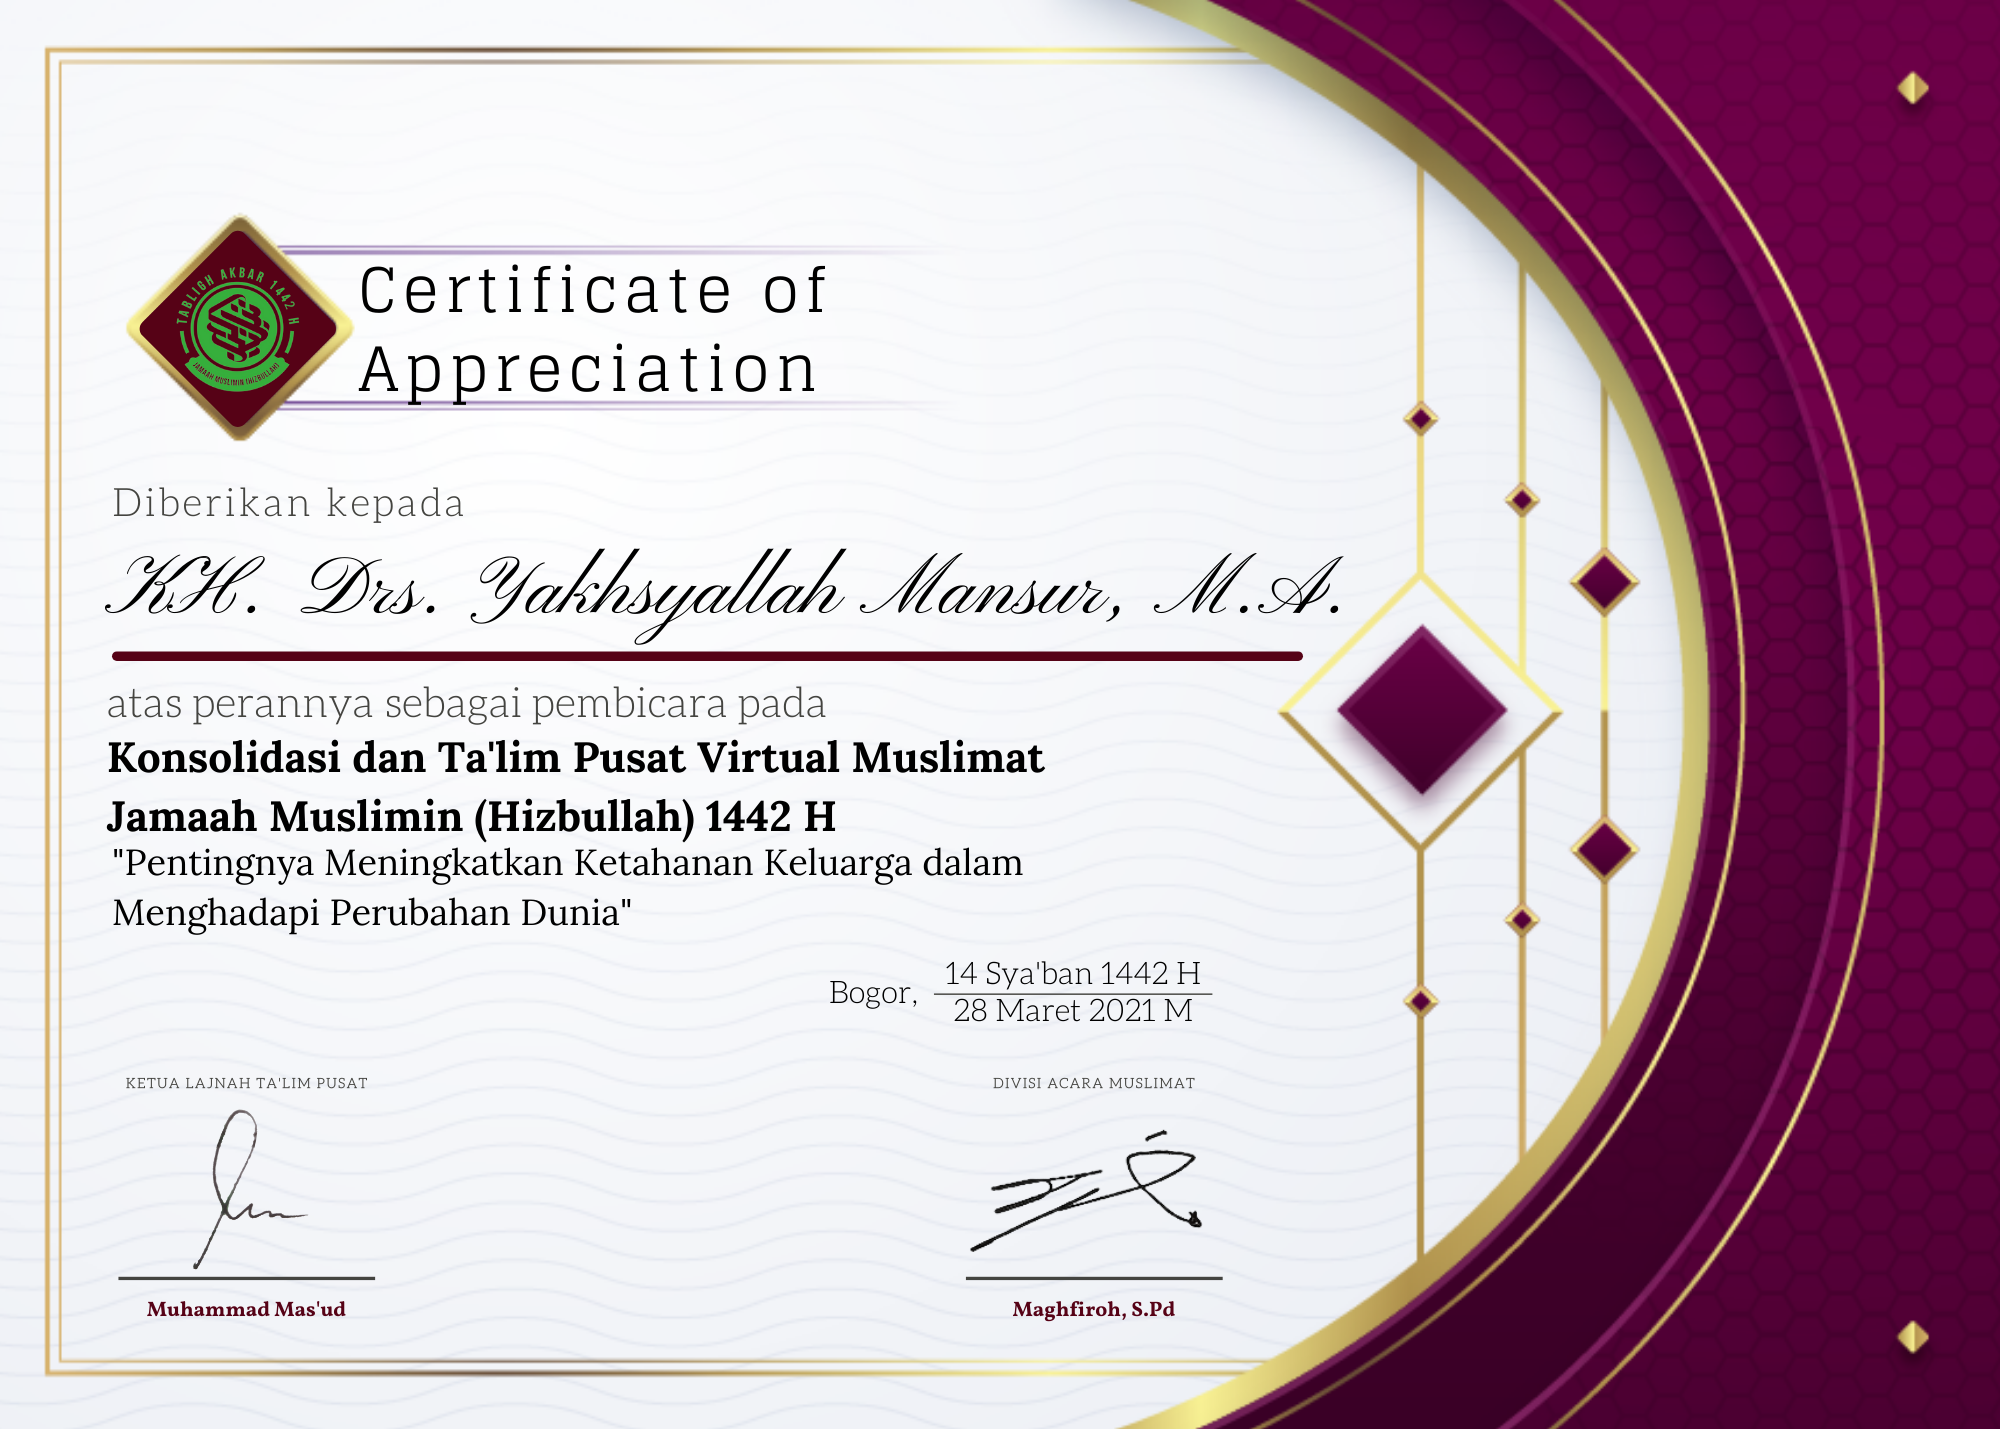 TABLIGH AKBAR 1442 H
JAMAAH MUSLIMIN (HIZBULLAH)
Certificate of
Appreciation
Diberikan kepada
KH. Drs. Yakhsyallah Mansur, M.A.
atas perannya sebagai pembicara pada
Konsolidasi dan Ta'lim Pusat Virtual Muslimat
Jamaah Muslimin (Hizbullah) 1442 H
"Pentingnya Meningkatkan Ketahanan Keluarga dalam
Menghadapi Perubahan Dunia"
14 Sya'ban 1442 H
Bogor,
28 Maret 2021 M
KETUA LAJNAH TA'LIM PUSAT
DIVISI ACARA MUSLIMAT
Muhammad Mas'ud
Maghfiroh, S.Pd